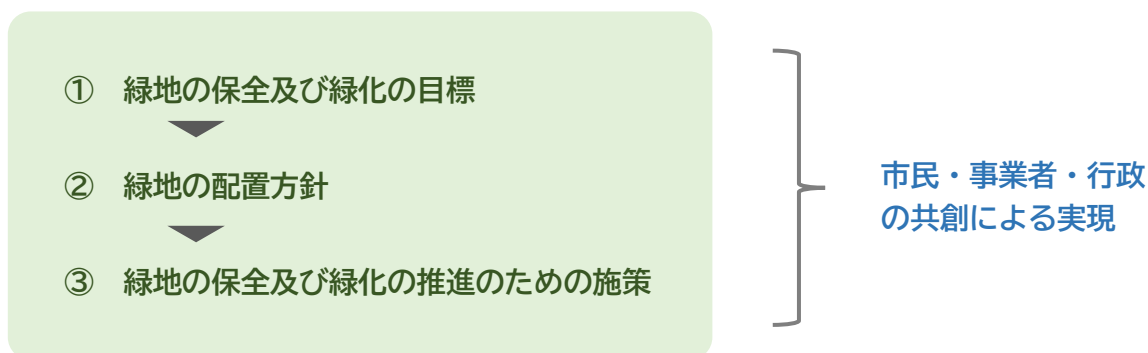 ① 緑地の保全及び緑化の目標
② 緑地の配置方針
③ 緑地の保全及び緑化の推進のための施策
市民・事業者・行政
の共創による実現